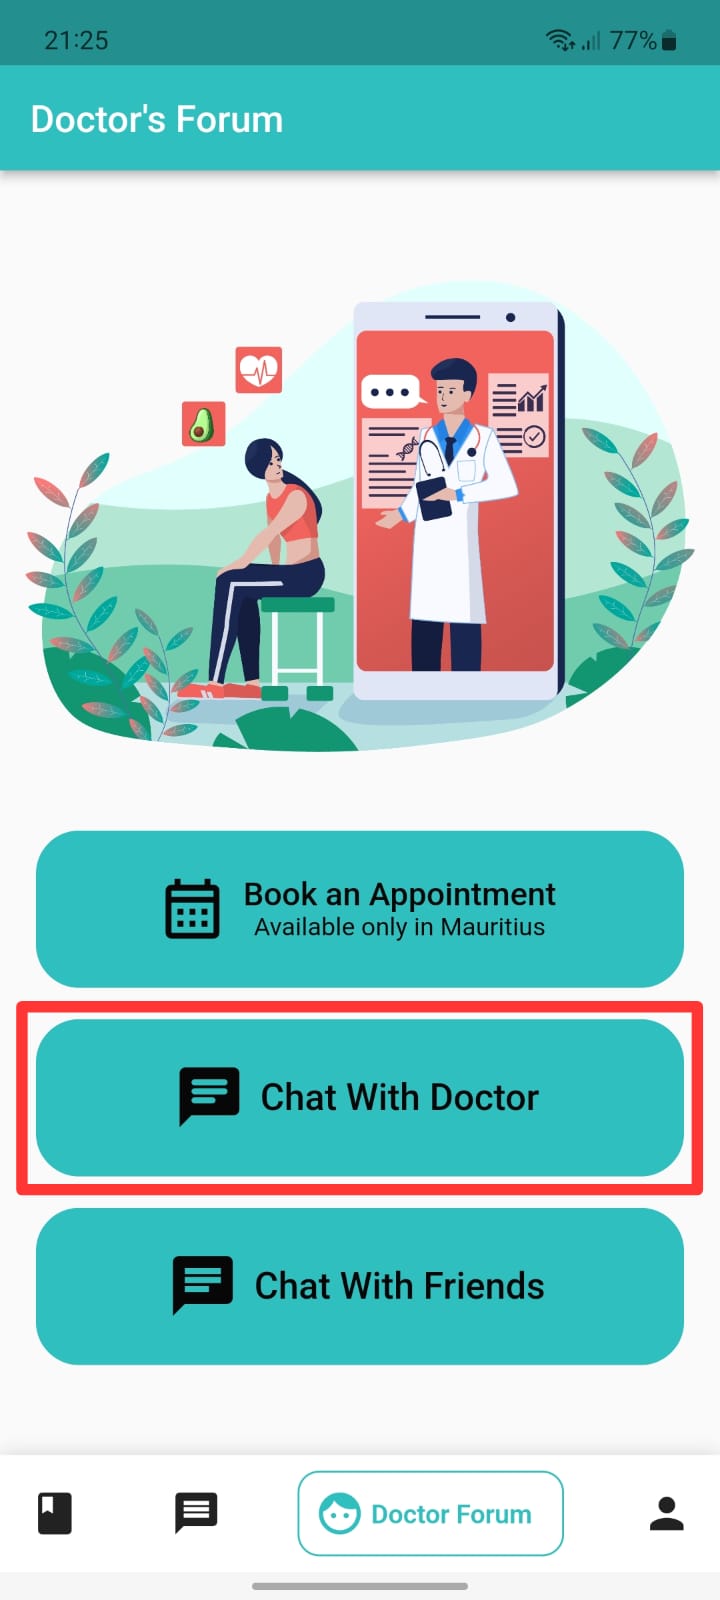 21:25
77%
Doctor's Forum
Book an Appointment
Available only in Mauritius
Chat With Doctor
Chat With Friends
Doctor Forum